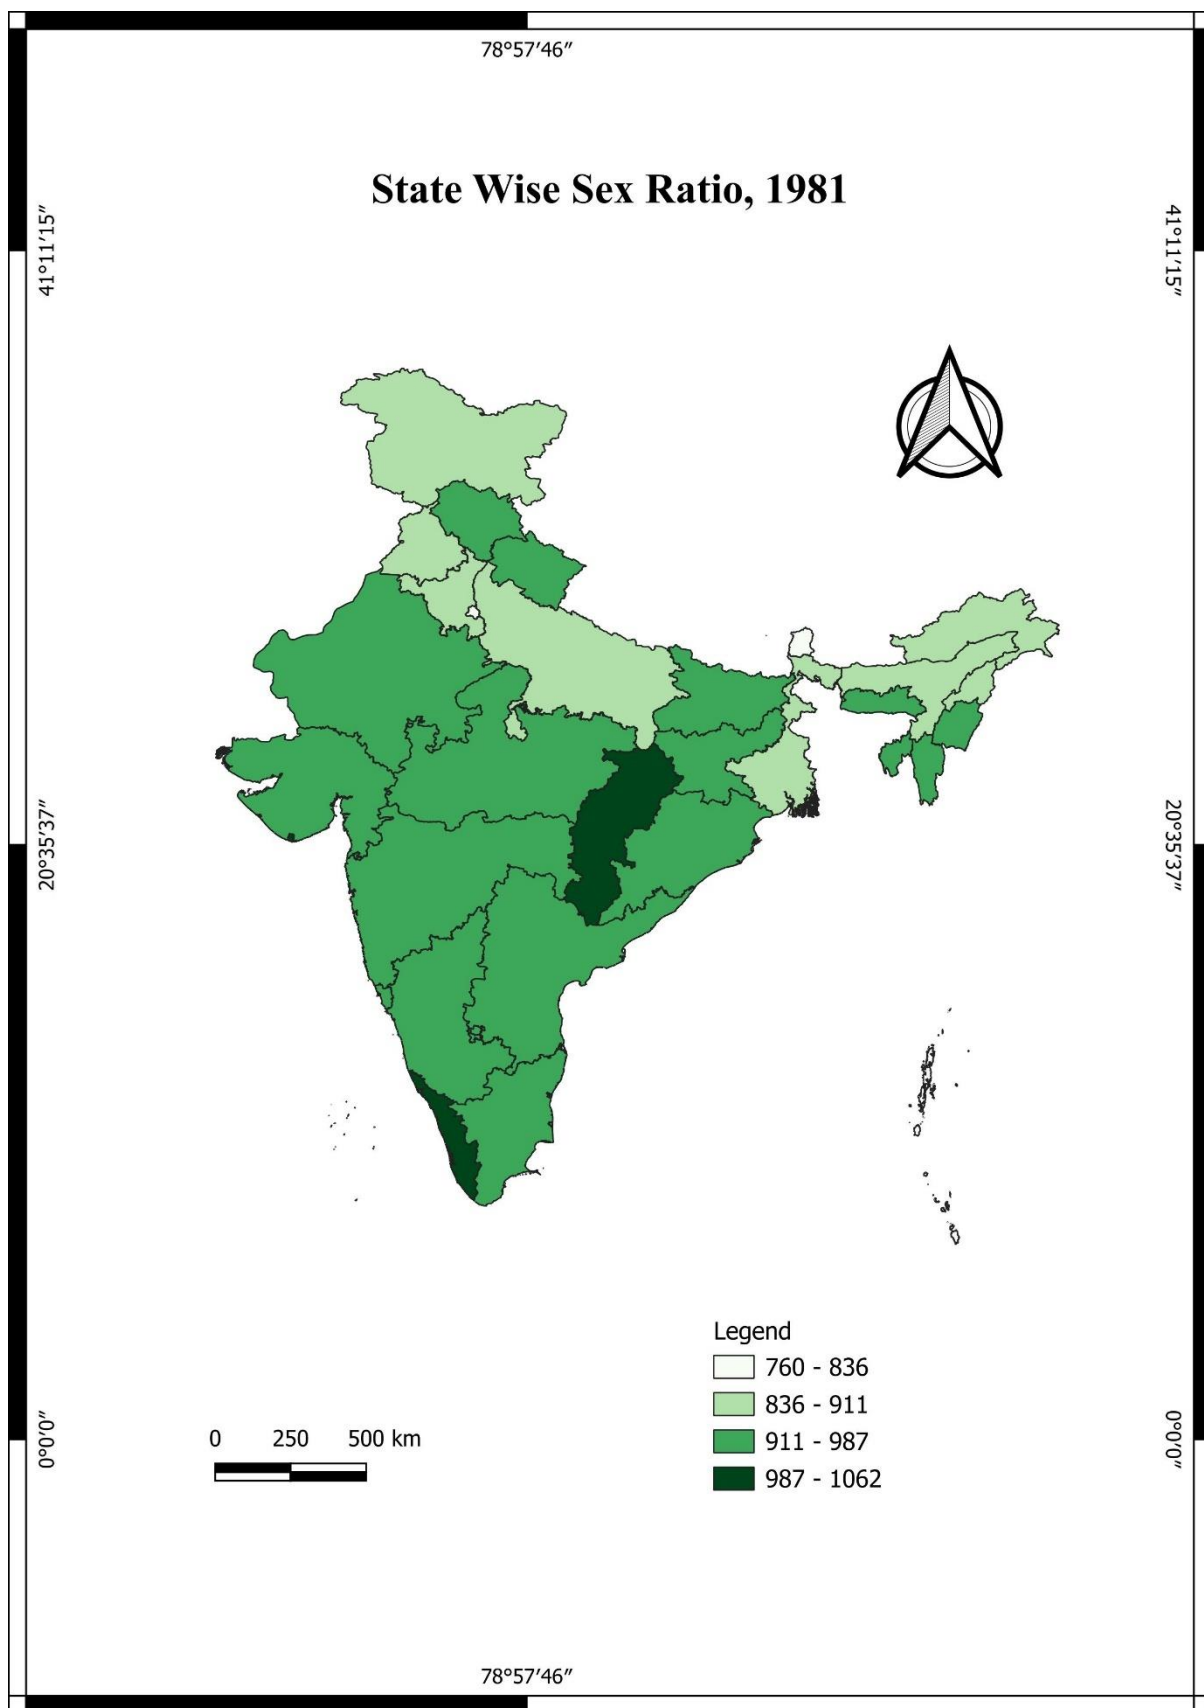 78°57'46"
State Wise Sex Ratio, 1981
41°11'15"
41°11'15"
20°35'37"
20°35'37"
Legend
760 - 836
836 - 911
911 - 987
987 - 1062
0 250 500 km
0°0'0"
0°0'0"
78°57'46"